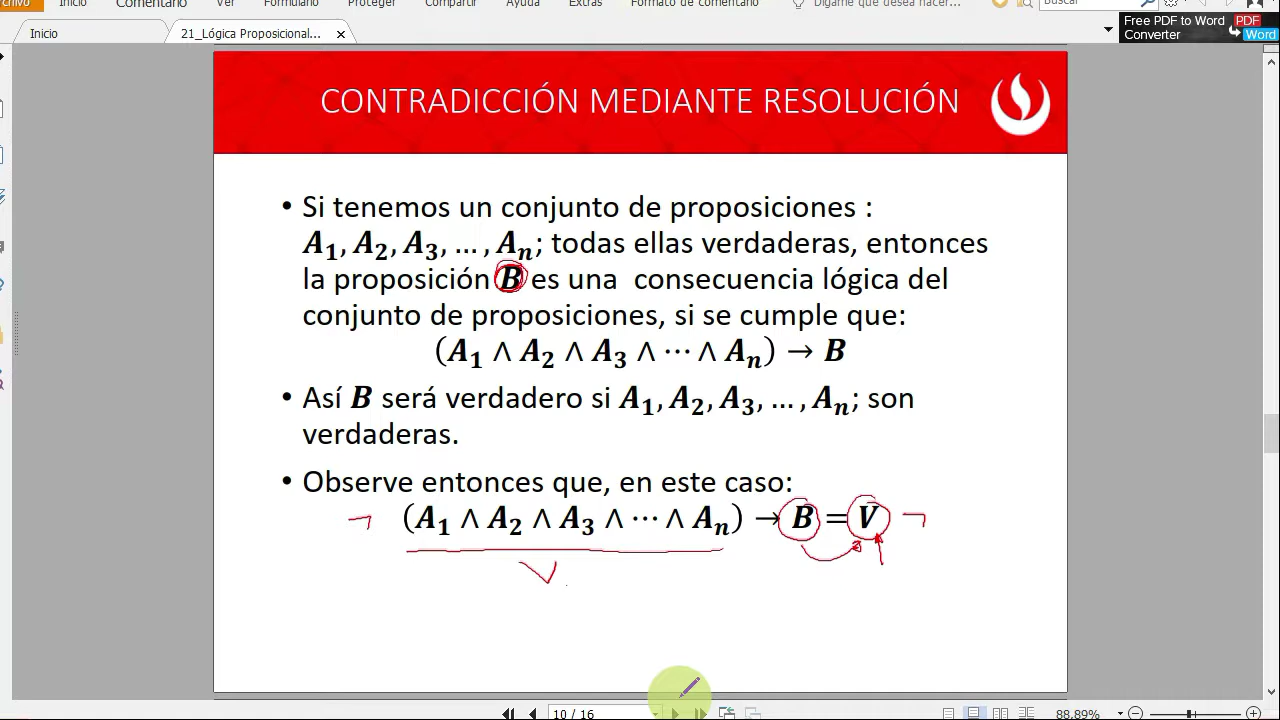 Archivo Inicio Comentario Ver Formulario Proteger Compartir Ayuda Extras Formato de comentario Dígame qué desea hacer... Buscar
Inicio 21_Lógica Proposicional... × Free PDF to Word Converter PDF Word
CONTRADICCIÓN MEDIANTE RESOLUCIÓN
• Si tenemos un conjunto de proposiciones :
A₁, A₂, A₃, … , Aₙ; todas ellas verdaderas, entonces
la proposición B es una consecuencia lógica del
conjunto de proposiciones, si se cumple que:
(A₁ ∧ A₂ ∧ A₃ ∧ ⋯ ∧ Aₙ) → B
• Así B será verdadero si A₁, A₂, A₃, … , Aₙ; son
verdaderas.
• Observe entonces que, en este caso:
¬ (A₁ ∧ A₂ ∧ A₃ ∧ ⋯ ∧ Aₙ) → B = V ¬
V
10 / 16 88.89%